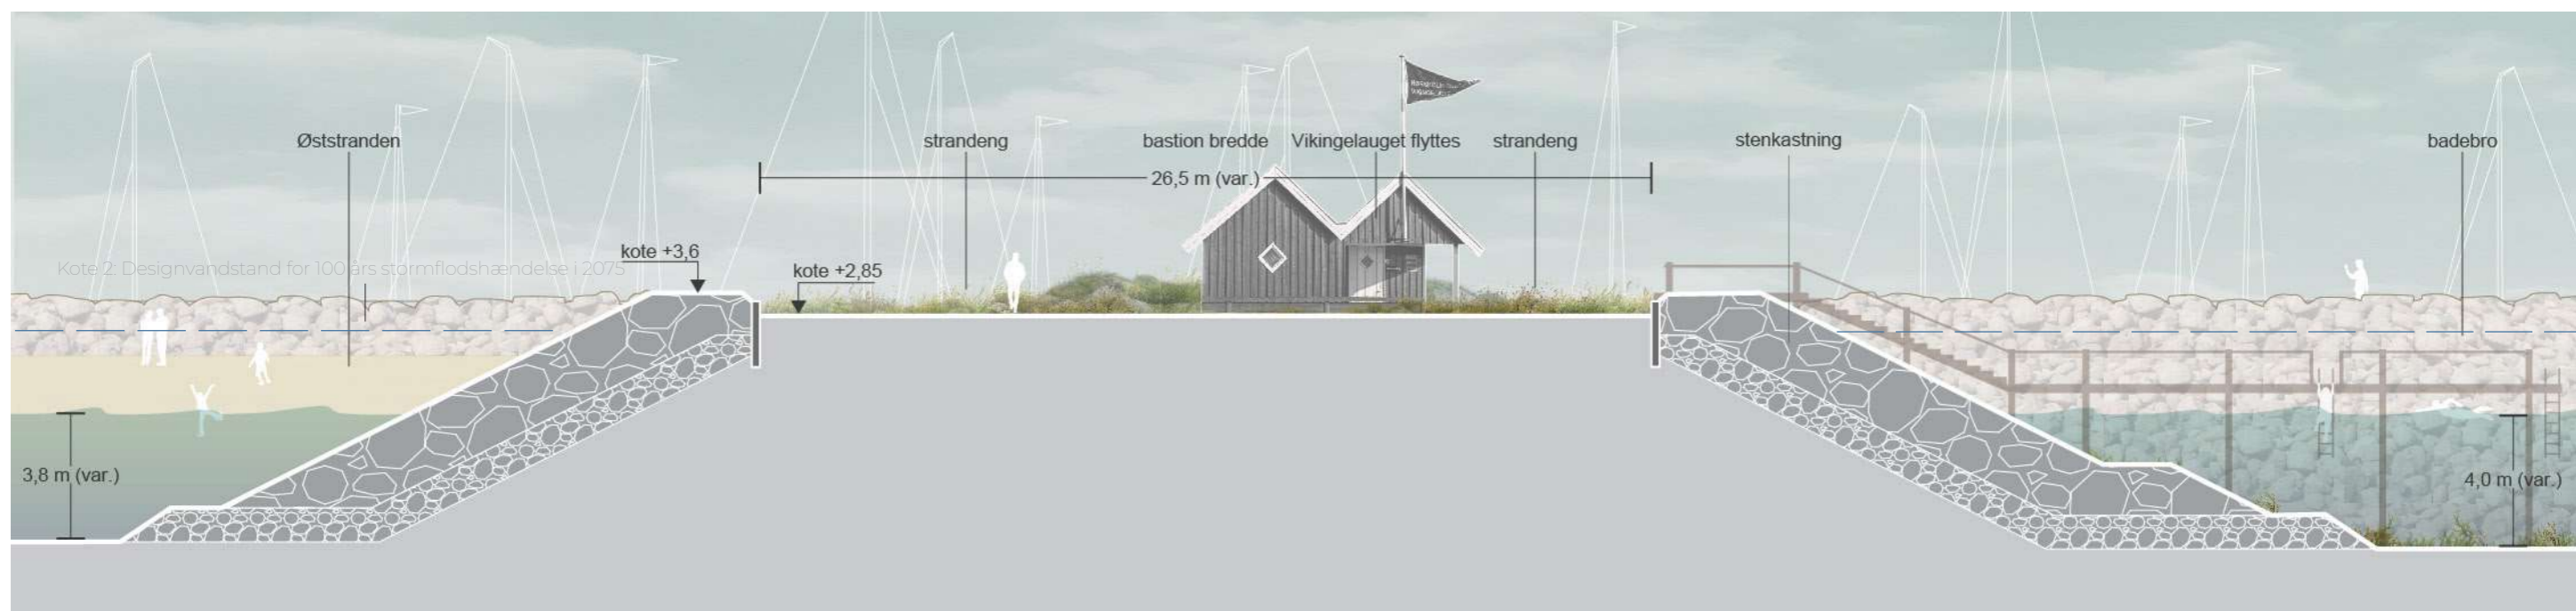 Øststranden
strandeng
bastion bredde
Vikingelauget flyttes
strandeng
stenkastning
badebro
26,5 m (var.)
kote +3,6
Kote 2: Designvandstand for 100 års stormflodshændelse i 2075
kote +2,85
3,8 m (var.)
4,0 m (var.)